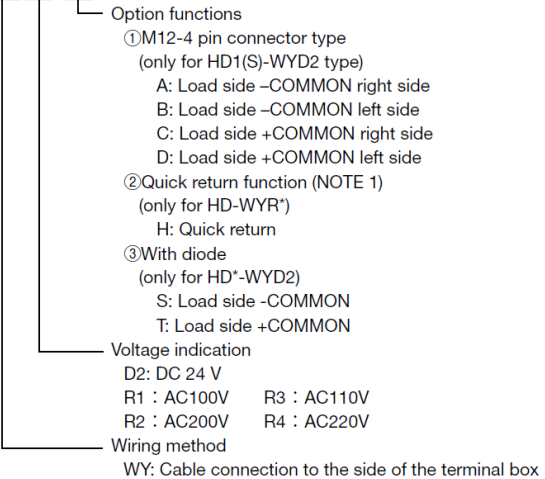 Option functions
①M12-4 pin connector type
(only for HD1(S)-WYD2 type)
A: Load side –COMMON right side
B: Load side –COMMON left side
C: Load side +COMMON right side
D: Load side +COMMON left side
②Quick return function (NOTE 1)
(only for HD-WYR*)
H: Quick return
③With diode
(only for HD*-WYD2)
S: Load side -COMMON
T: Load side +COMMON
Voltage indication
D2: DC 24 V
R1：AC100V R3：AC110V
R2：AC200V R4：AC220V
Wiring method
WY: Cable connection to the side of the terminal box